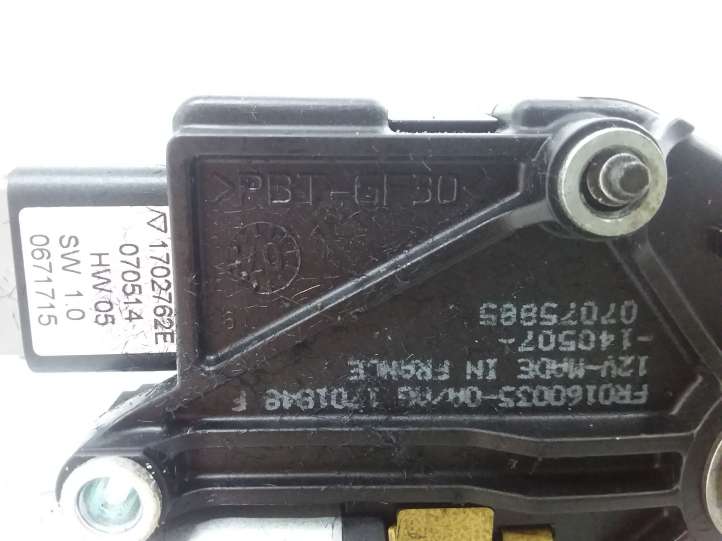 >PBT-GF30<
1702762E
070514
HW 05
SW 1.0
0671715
FR0160035-0A/AG 1701848 F
12V-MADE IN FRANCE
-140507-
07075885